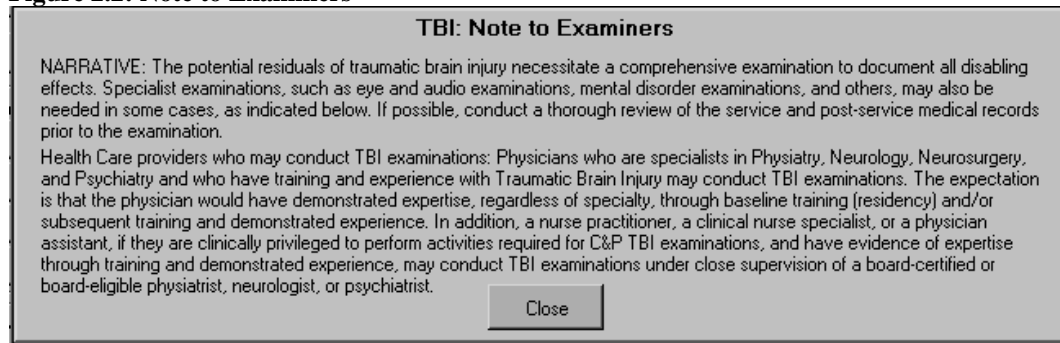 TBI: Note to Examiners
NARRATIVE: The potential residuals of traumatic brain injury necessitate a comprehensive examination to document all disabling
effects. Specialist examinations, such as eye and audio examinations, mental disorder examinations, and others, may also be
needed in some cases, as indicated below. If possible, conduct a thorough review of the service and post-service medical records
prior to the examination.
Health Care providers who may conduct TBI examinations: Physicians who are specialists in Physiatry, Neurology, Neurosurgery,
and Psychiatry and who have training and experience with Traumatic Brain Injury may conduct TBI examinations. The expectation
is that the physician would have demonstrated expertise, regardless of specialty, through baseline training (residency) and/or
subsequent training and demonstrated experience. In addition, a nurse practitioner, a clinical nurse specialist, or a physician
assistant, if they are clinically privileged to perform activities required for C&P TBI examinations, and have evidence of expertise
through training and demonstrated experience, may conduct TBI examinations under close supervision of a board-certified or
board-eligible physiatrist, neurologist, or psychiatrist.
Close